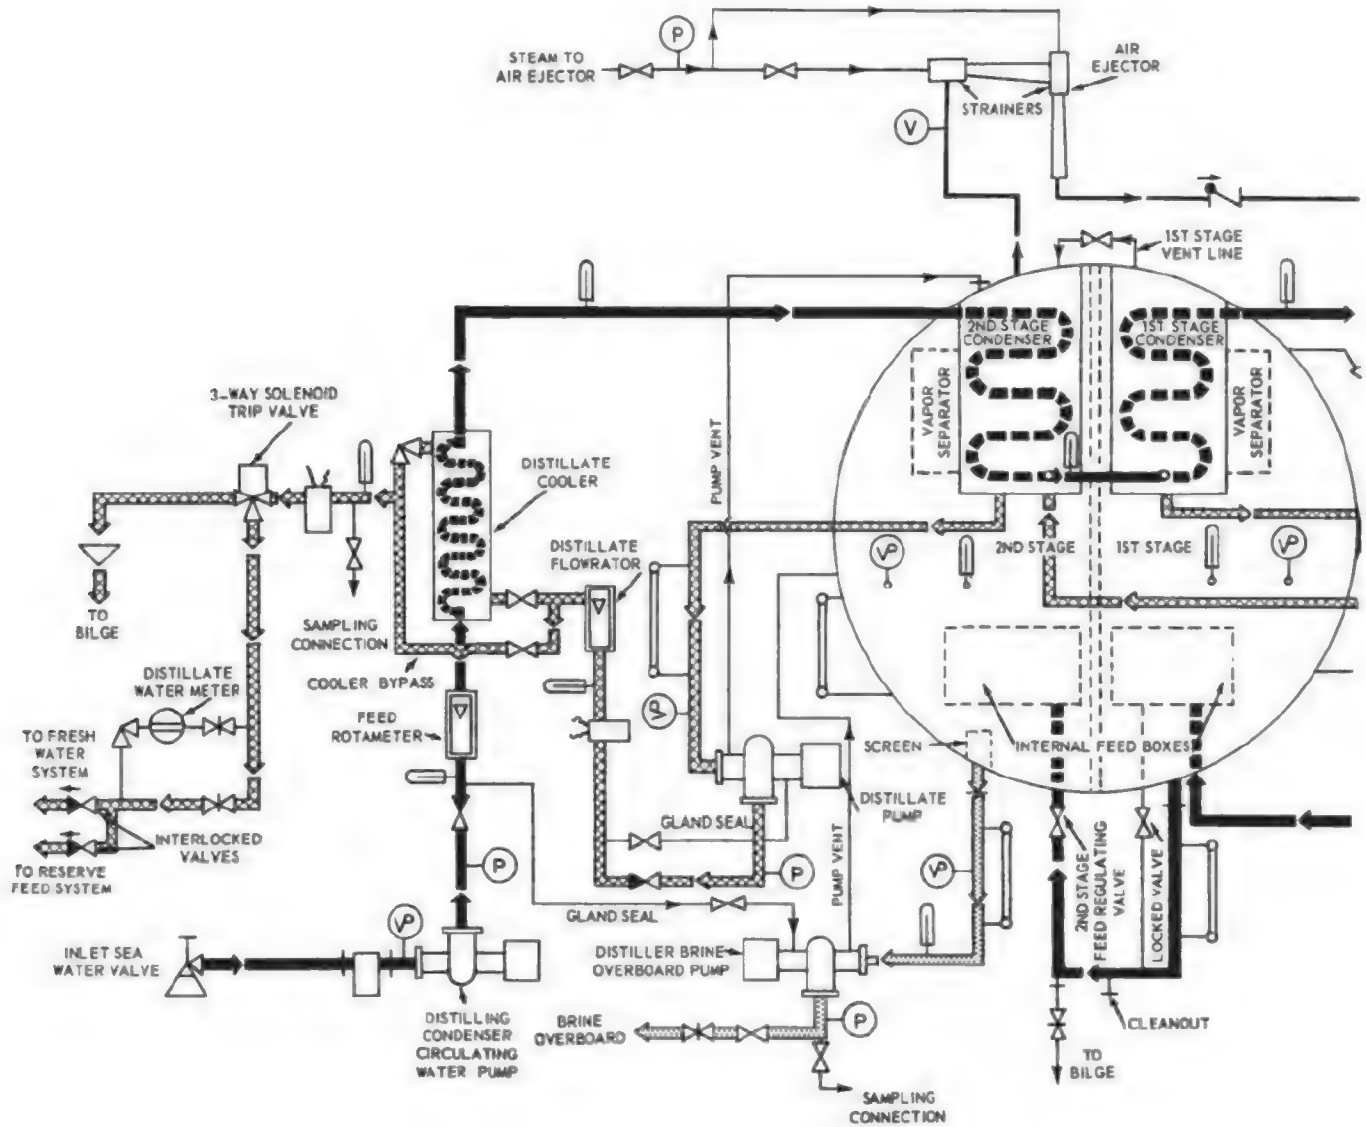 P
STEAM TO
AIR EJECTOR
AIR
EJECTOR
STRAINERS
V
1ST STAGE
VENT LINE
2ND STAGE
CONDENSER
1ST STAGE
CONDENSER
3-WAY SOLENOID
TRIP VALVE
VAPOR
SEPARATOR
VAPOR
SEPARATOR
PUMP VENT
DISTILLATE
COOLER
DISTILLATE
FLOWRATOR
2ND STAGE
1ST STAGE
VP
VP
TO
BILGE
SAMPLING
CONNECTION
COOLER BYPASS
DISTILLATE
WATER METER
FEED
ROTAMETER
VP
TO FRESH
WATER
SYSTEM
SCREEN
INTERNAL FEED BOXES
DISTILLATE
PUMP
GLAND SEAL
INTERLOCKED
VALVES
TO RESERVE
FEED SYSTEM
P
P
PUMP VENT
VP
2ND STAGE
FEED REGULATING
VALVE
LOCKED VALVE
GLAND SEAL
VP
INLET SEA
WATER VALVE
DISTILLER BRINE
OVERBOARD PUMP
DISTILLING
CONDENSER
CIRCULATING
WATER PUMP
BRINE
OVERBOARD
P
CLEANOUT
TO
BILGE
SAMPLING
CONNECTION